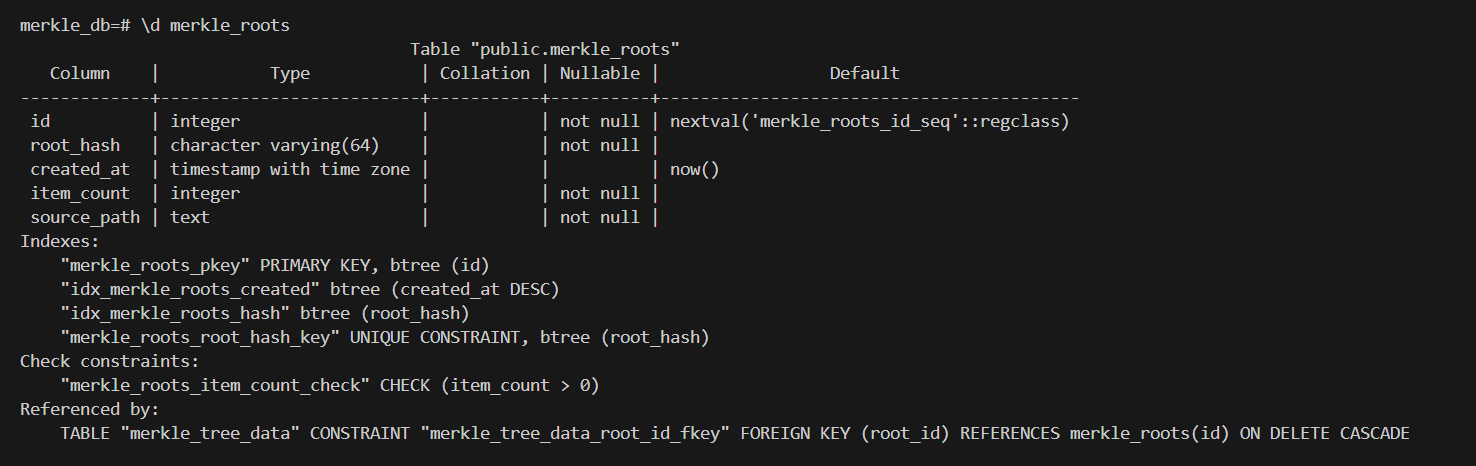 merkle_db=# \d merkle_roots
                                       Table "public.merkle_roots"
   Column    |           Type           | Collation | Nullable |                 Default
-------------+--------------------------+-----------+----------+------------------------------------------
 id          | integer                  |           | not null | nextval('merkle_roots_id_seq'::regclass)
 root_hash   | character varying(64)    |           | not null |
 created_at  | timestamp with time zone |           |          | now()
 item_count  | integer                  |           | not null |
 source_path | text                     |           | not null |
Indexes:
    "merkle_roots_pkey" PRIMARY KEY, btree (id)
    "idx_merkle_roots_created" btree (created_at DESC)
    "idx_merkle_roots_hash" btree (root_hash)
    "merkle_roots_root_hash_key" UNIQUE CONSTRAINT, btree (root_hash)
Check constraints:
    "merkle_roots_item_count_check" CHECK (item_count > 0)
Referenced by:
    TABLE "merkle_tree_data" CONSTRAINT "merkle_tree_data_root_id_fkey" FOREIGN KEY (root_id) REFERENCES merkle_roots(id) ON DELETE CASCADE